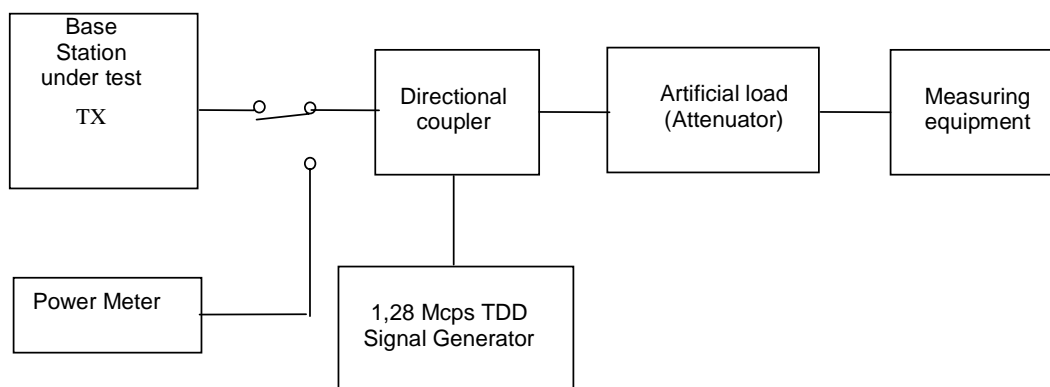 Base
Station
under test
TX
Directional
coupler
Artificial load
(Attenuator)
Measuring
equipment
Power Meter
1,28 Mcps TDD
Signal Generator